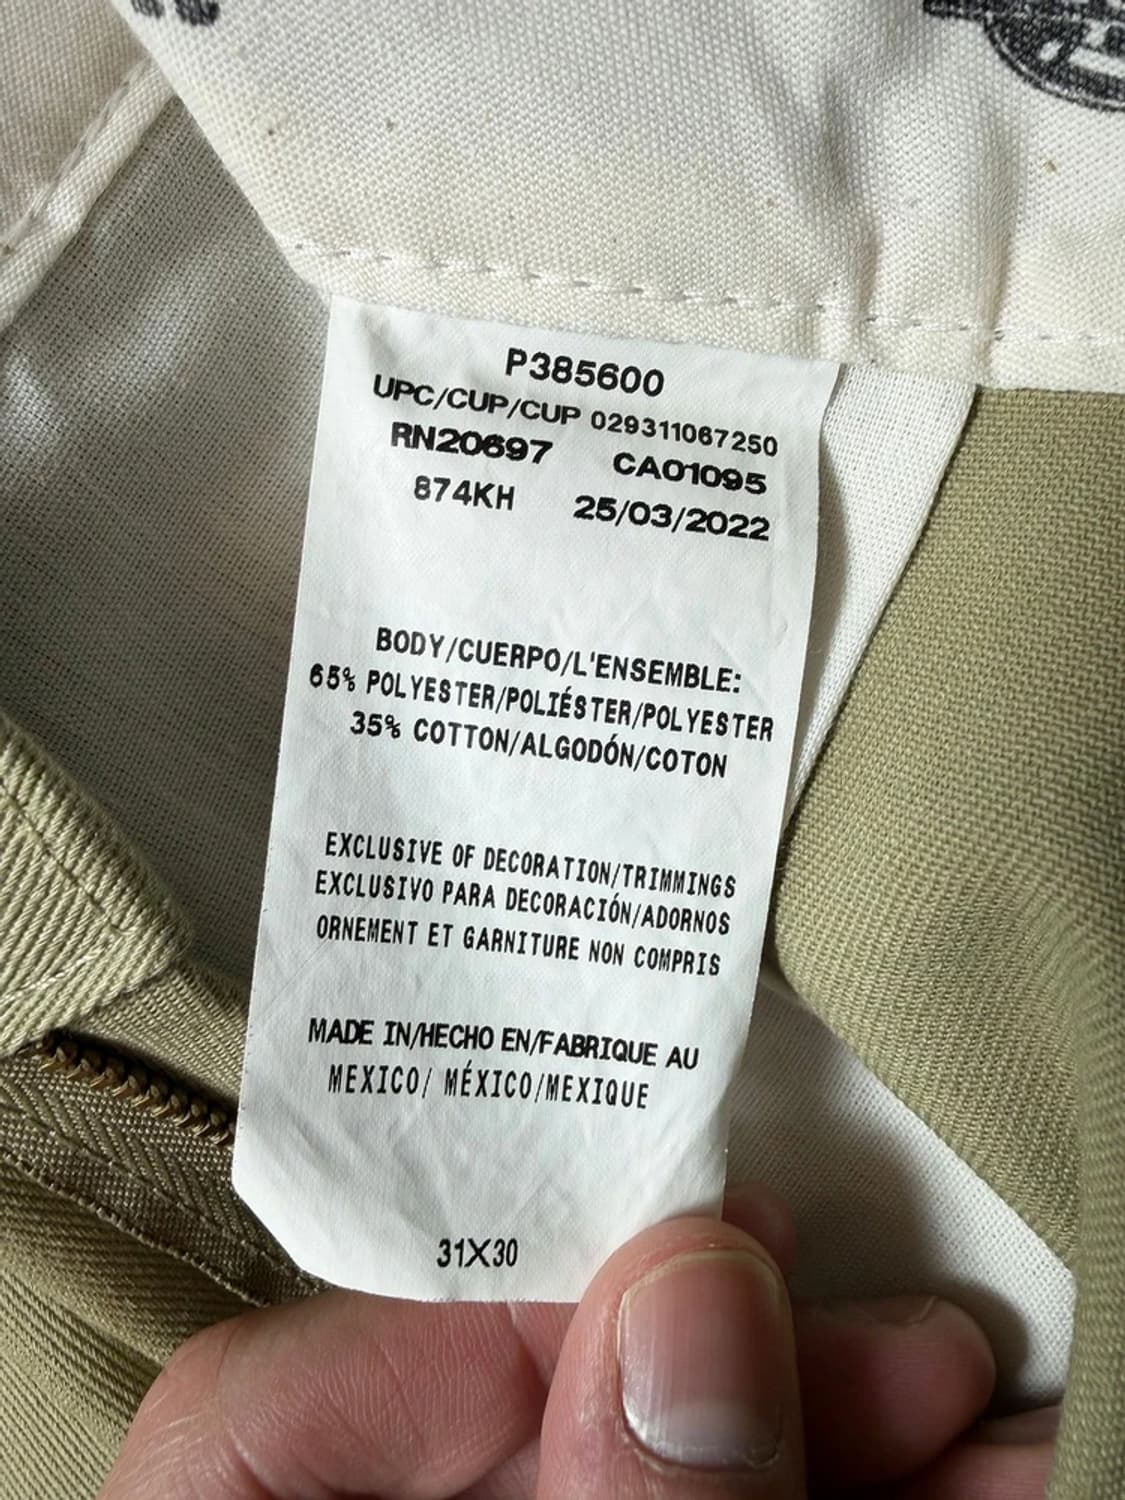 P385600
UPC/CUP/CUP 029311067250
RN20697 CA01095
874KH 25/03/2022
BODY/CUERPO/L'ENSEMBLE:
65% POLYESTER/POLIÉSTER/POLYESTER
35% COTTON/ALGODÓN/COTON
EXCLUSIVE OF DECORATION/TRIMMINGS
EXCLUSIVO PARA DECORACIÓN/ADORNOS
ORNEMENT ET GARNITURE NON COMPRIS
MADE IN/HECHO EN/FABRIQUE AU
MEXICO/ MÉXICO/MEXIQUE
31X30